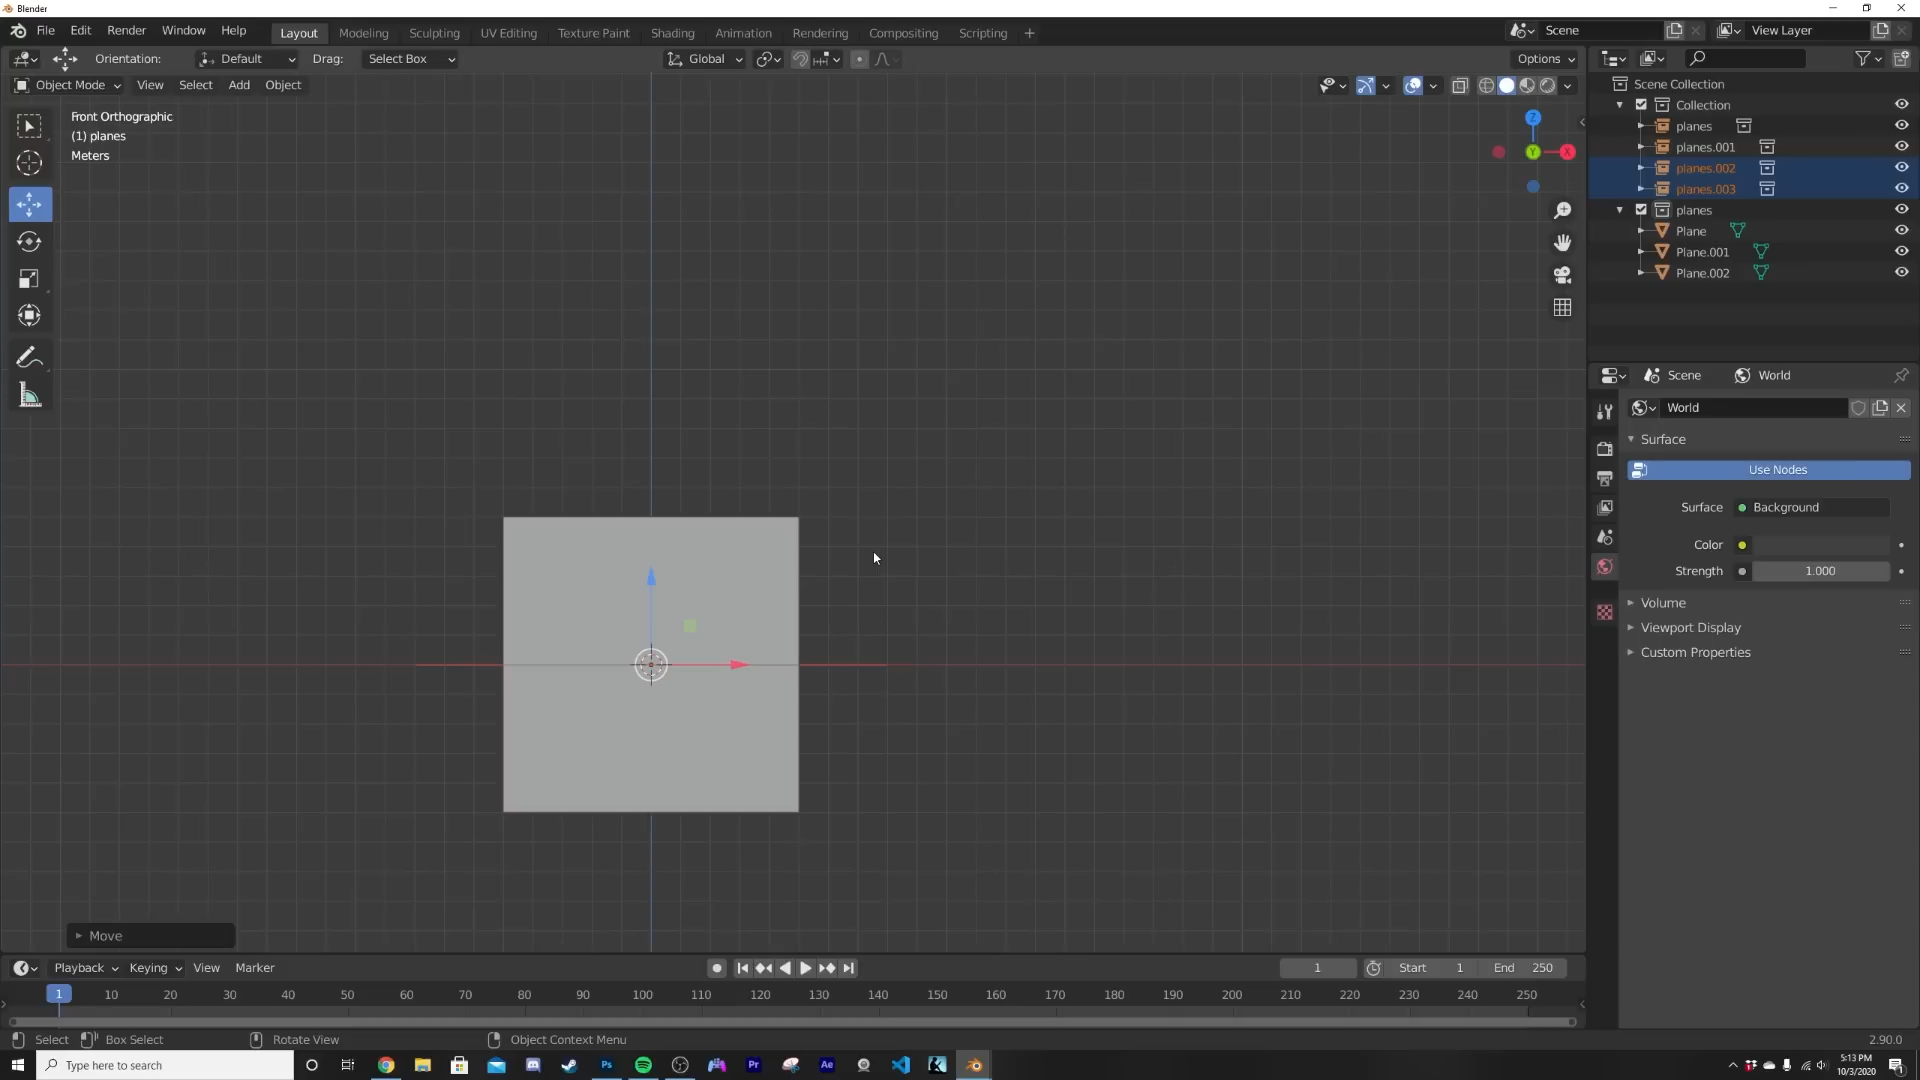 Blender
File Edit Render Window Help Layout Modeling Sculpting UV Editing Texture Paint Shading Animation Rendering Compositing Scripting + Scene View Layer
Orientation: Default Drag: Select Box Global Options
Object Mode View Select Add Object
Front Orthographic
(1) planes
Meters
Z
Y
X
Scene Collection
Collection
planes
planes.001
planes.002
planes.003
planes
Plane
Plane.001
Plane.002
Scene World
World
Surface
Use Nodes
Surface Background
Color
Strength 1.000
Volume
Viewport Display
Custom Properties
Move
Playback Keying View Marker 1 Start 1 End 250
1 10 20 30 40 50 60 70 80 90 100 110 120 130 140 150 160 170 180 190 200 210 220 230 240 250
Select Box Select Rotate View Object Context Menu 2.90.0
Type here to search Ps Pr Ae
5:13 PM
10/3/2020